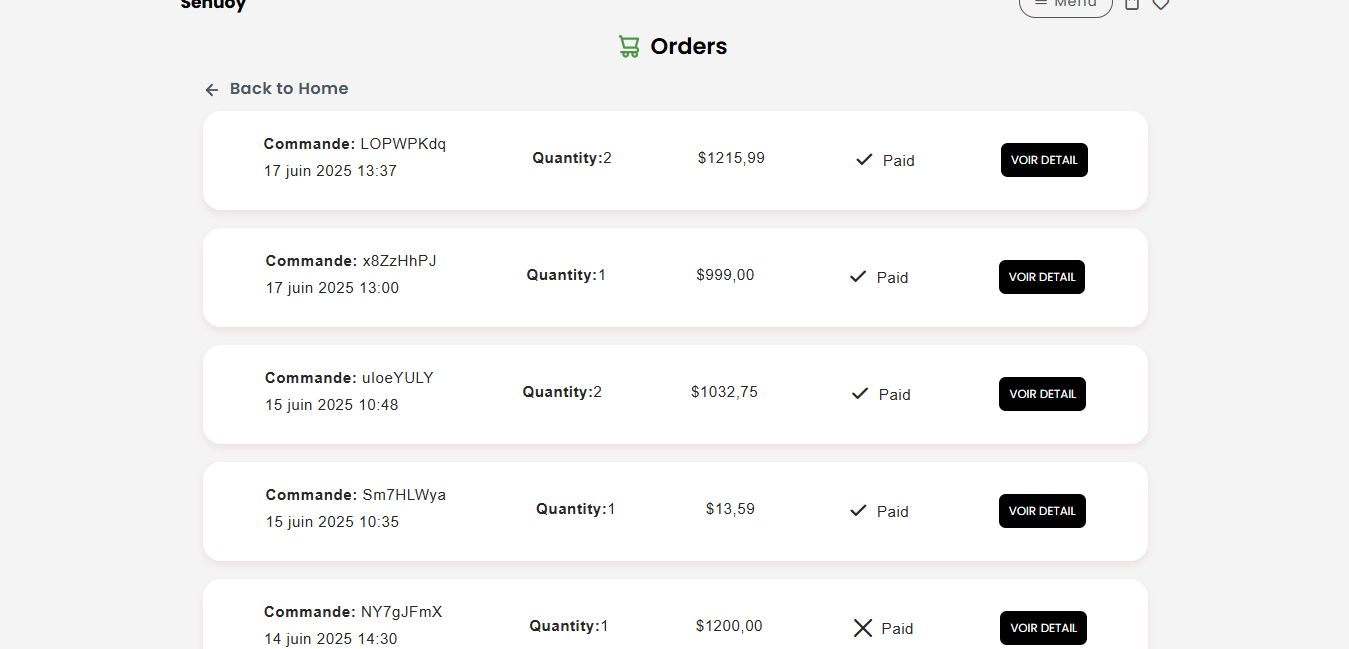 Senuoy
Menu
Orders
Back to Home
Commande: LOPWPKdq
17 juin 2025 13:37
Quantity:2
$1215,99
Paid
VOIR DETAIL
Commande: x8ZzHhPJ
17 juin 2025 13:00
Quantity:1
$999,00
Paid
VOIR DETAIL
Commande: uloeYULY
15 juin 2025 10:48
Quantity:2
$1032,75
Paid
VOIR DETAIL
Commande: Sm7HLWya
15 juin 2025 10:35
Quantity:1
$13,59
Paid
VOIR DETAIL
Commande: NY7gJFmX
14 juin 2025 14:30
Quantity:1
$1200,00
Paid
VOIR DETAIL